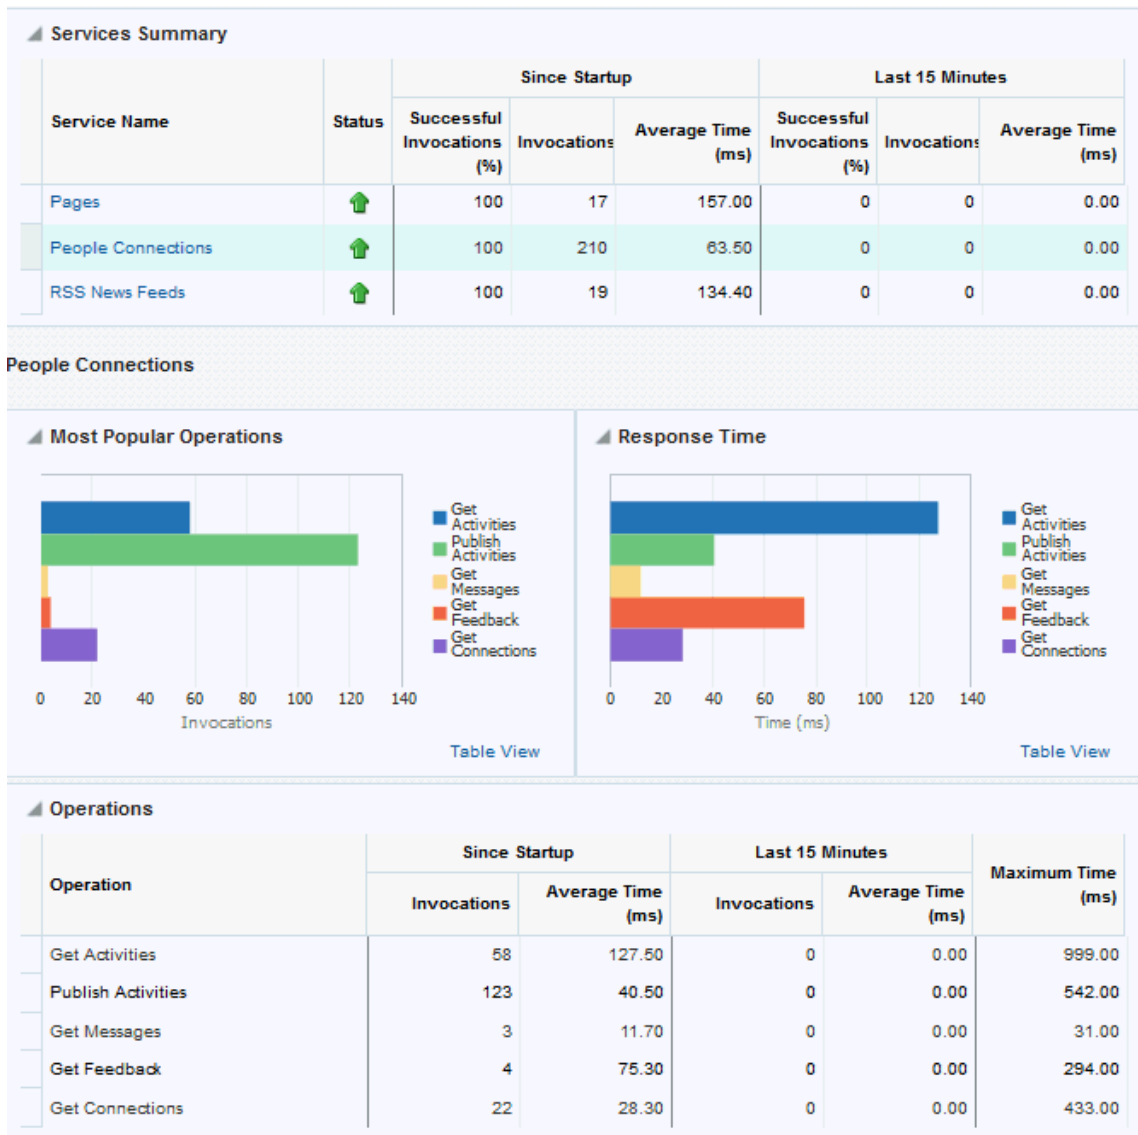 Services Summary
Since Startup Last 15 Minutes
Service Name Status Successful Invocations (%) Invocations Average Time (ms) Successful Invocations (%) Invocations Average Time (ms)
Pages 100 17 157.00 0 0 0.00
People Connections 100 210 63.50 0 0 0.00
RSS News Feeds 100 19 134.40 0 0 0.00
People Connections
Most Popular Operations
Get
Activities
Publish
Activities
Get
Messages
Get
Feedback
Get
Connections
0 20 40 60 80 100 120 140
Invocations
Table View
Response Time
Get
Activities
Publish
Activities
Get
Messages
Get
Feedback
Get
Connections
0 20 40 60 80 100 120 140
Time (ms)
Table View
Operations
Since Startup Last 15 Minutes
Operation Invocations Average Time (ms) Invocations Average Time (ms) Maximum Time (ms)
Get Activities 58 127.50 0 0.00 999.00
Publish Activities 123 40.50 0 0.00 542.00
Get Messages 3 11.70 0 0.00 31.00
Get Feedback 4 75.30 0 0.00 294.00
Get Connections 22 28.30 0 0.00 433.00